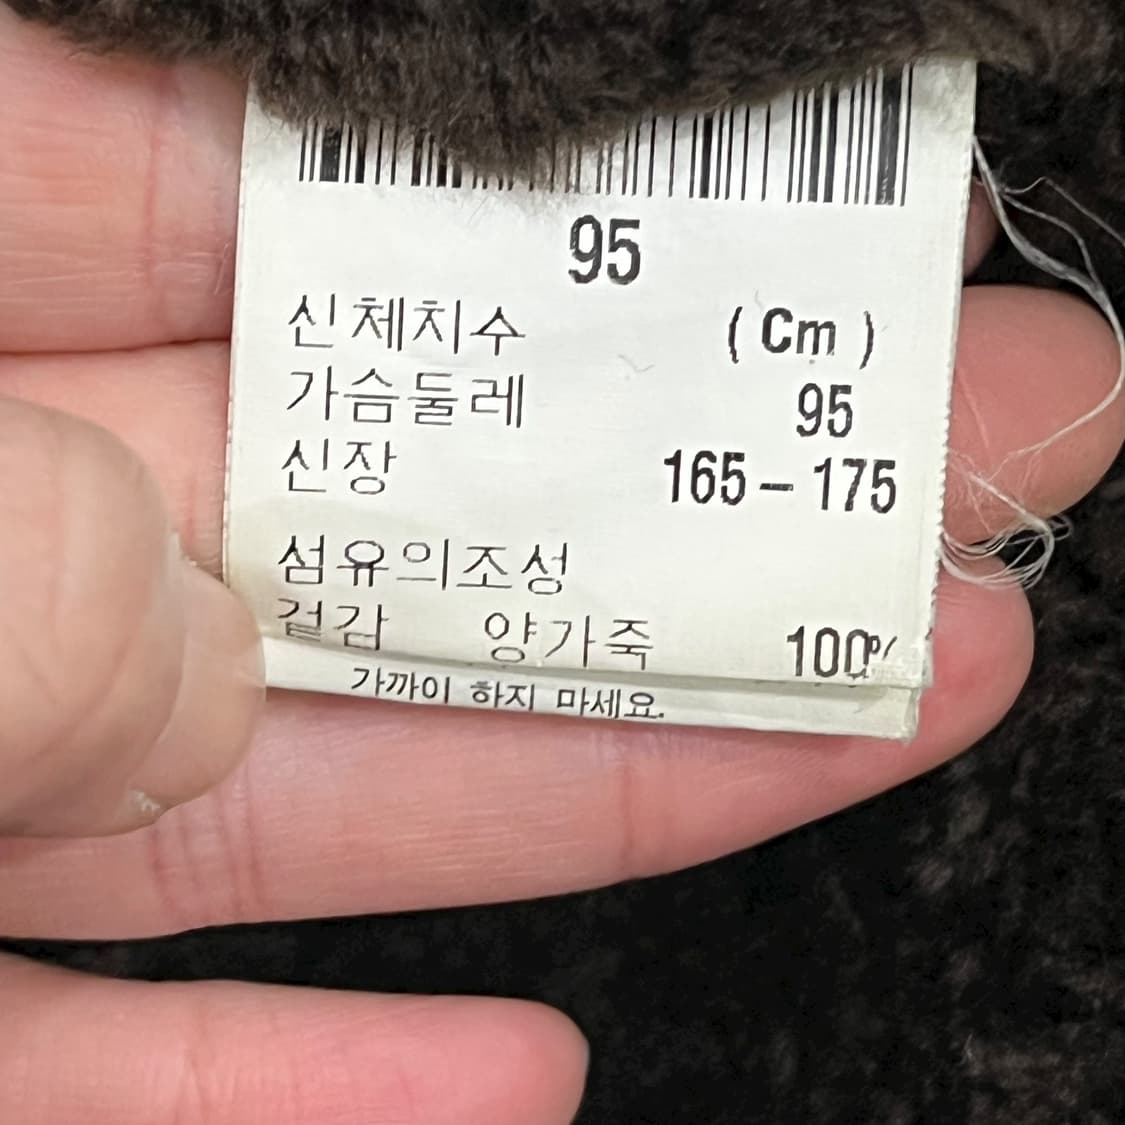 95
신체치수 ( Cm )
가슴둘레 95
신장 165 - 175
섬유의조성
겉감 양가죽 100%
가까이 하지 마세요.